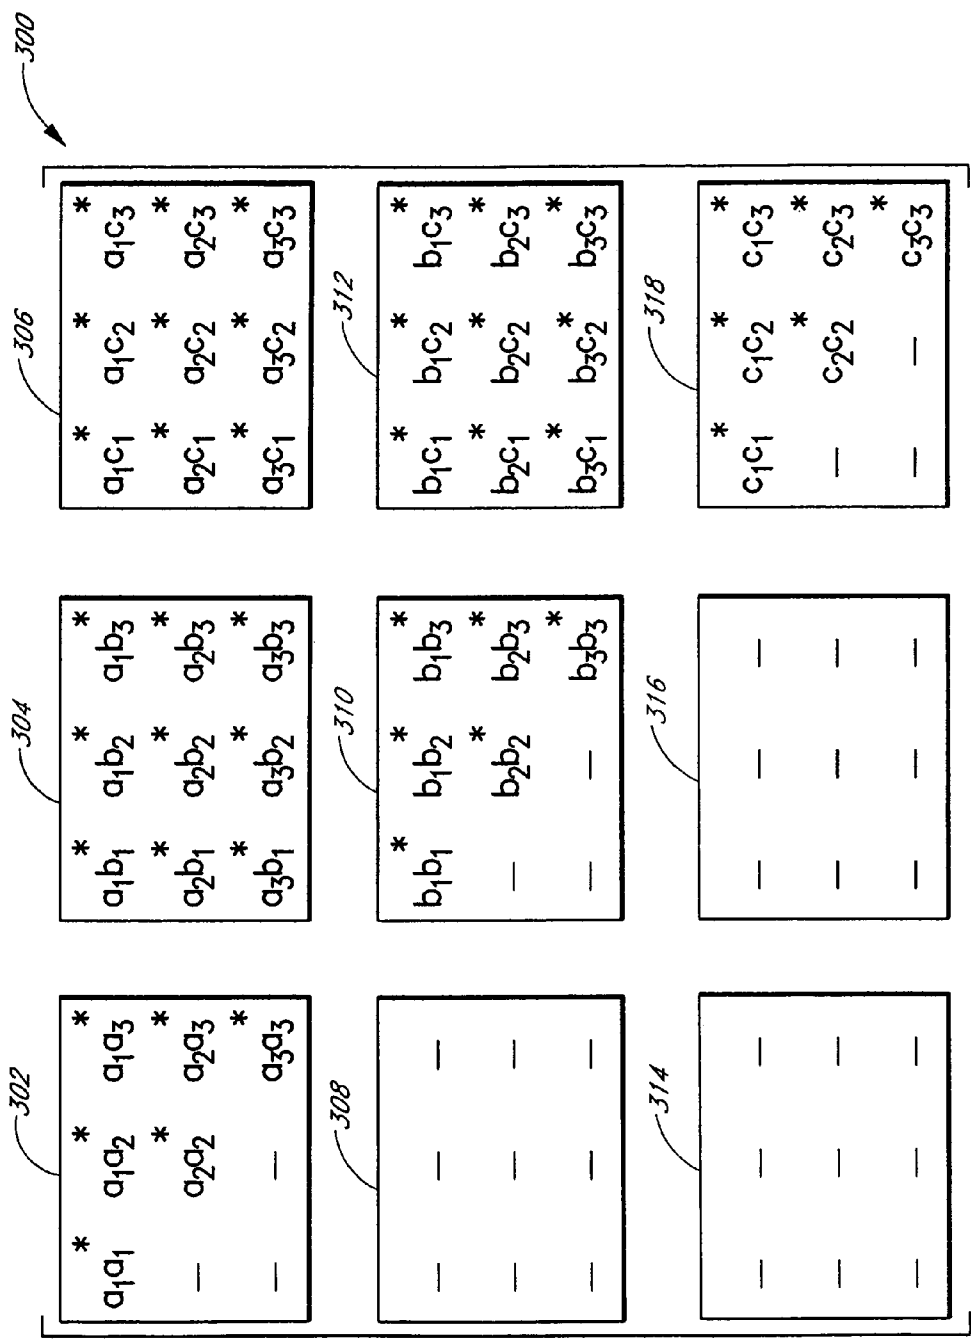 300
302 304 306
a₁a₁* a₁a₂* a₁a₃* a₁b₁* a₁b₂* a₁b₃* a₁c₁* a₁c₂* a₁c₃*
— a₂a₂* a₂a₃* a₂b₁* a₂b₂* a₂b₃* a₂c₁* a₂c₂* a₂c₃*
— — a₃a₃* a₃b₁* a₃b₂* a₃b₃* a₃c₁* a₃c₂* a₃c₃*
308 310 312
— — — b₁b₁* b₁b₂* b₁b₃* b₁c₁* b₁c₂* b₁c₃*
— — — — b₂b₂* b₂b₃* b₂c₁* b₂c₂* b₂c₃*
— — — — — b₃b₃* b₃c₁* b₃c₂* b₃c₃*
314 316 318
— — — — — — c₁c₁* c₁c₂* c₁c₃*
— — — — — — — c₂c₂* c₂c₃*
— — — — — — — — c₃c₃*